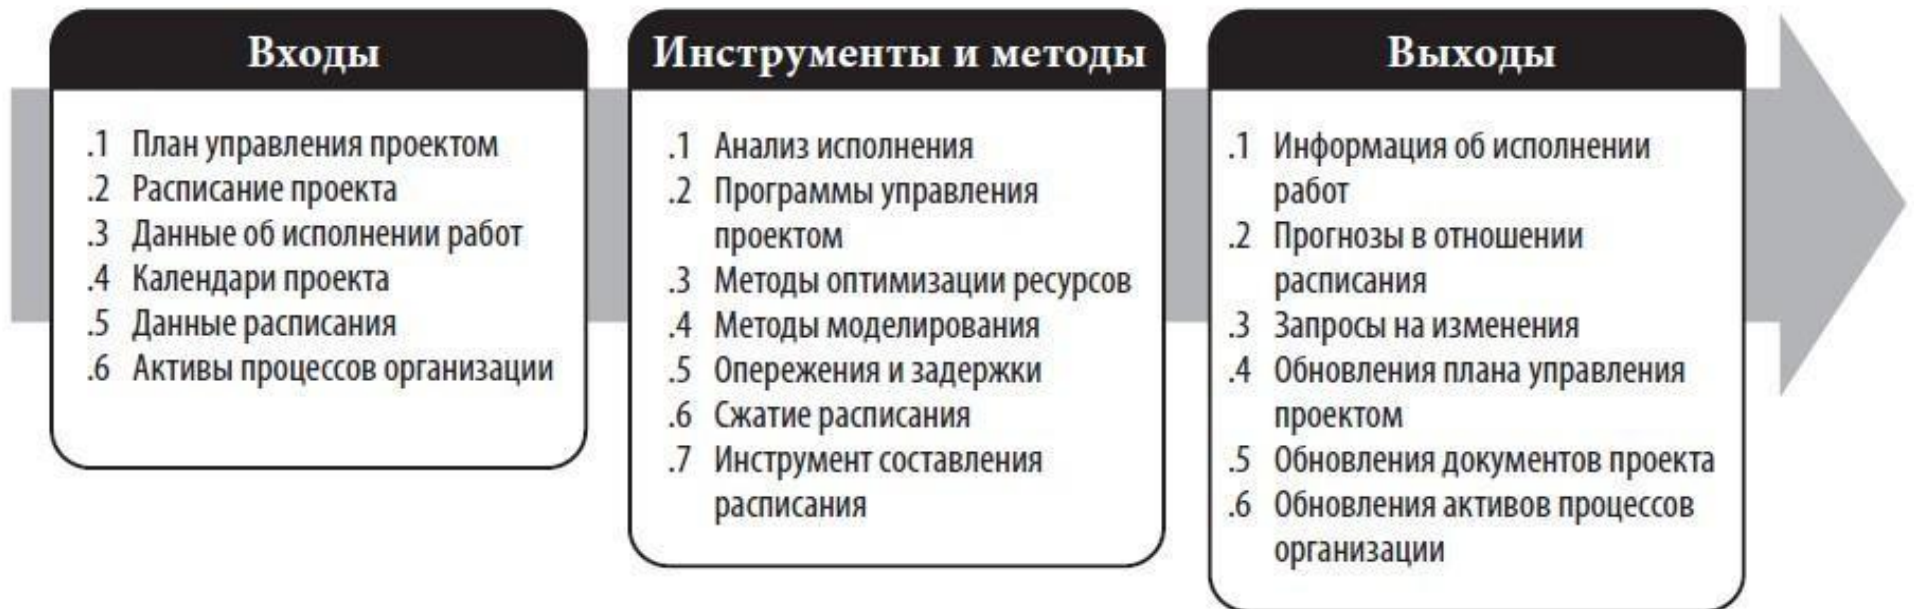 Входы
.1 План управления проектом
.2 Расписание проекта
.3 Данные об исполнении работ
.4 Календари проекта
.5 Данные расписания
.6 Активы процессов организации
Инструменты и методы
.1 Анализ исполнения
.2 Программы управления
проектом
.3 Методы оптимизации ресурсов
.4 Методы моделирования
.5 Опережения и задержки
.6 Сжатие расписания
.7 Инструмент составления
расписания
Выходы
.1 Информация об исполнении
работ
.2 Прогнозы в отношении
расписания
.3 Запросы на изменения
.4 Обновления плана управления
проектом
.5 Обновления документов проекта
.6 Обновления активов процессов
организации